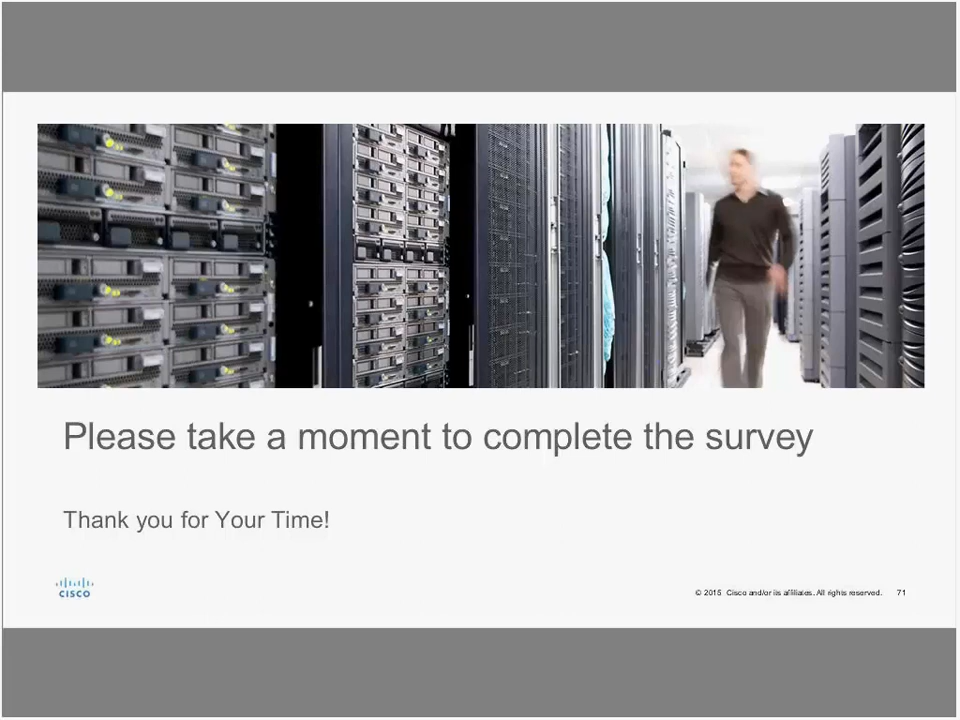 Please take a moment to complete the survey
Thank you for Your Time!
CISCO
© 2015 Cisco and/or its affiliates. All rights reserved. 71